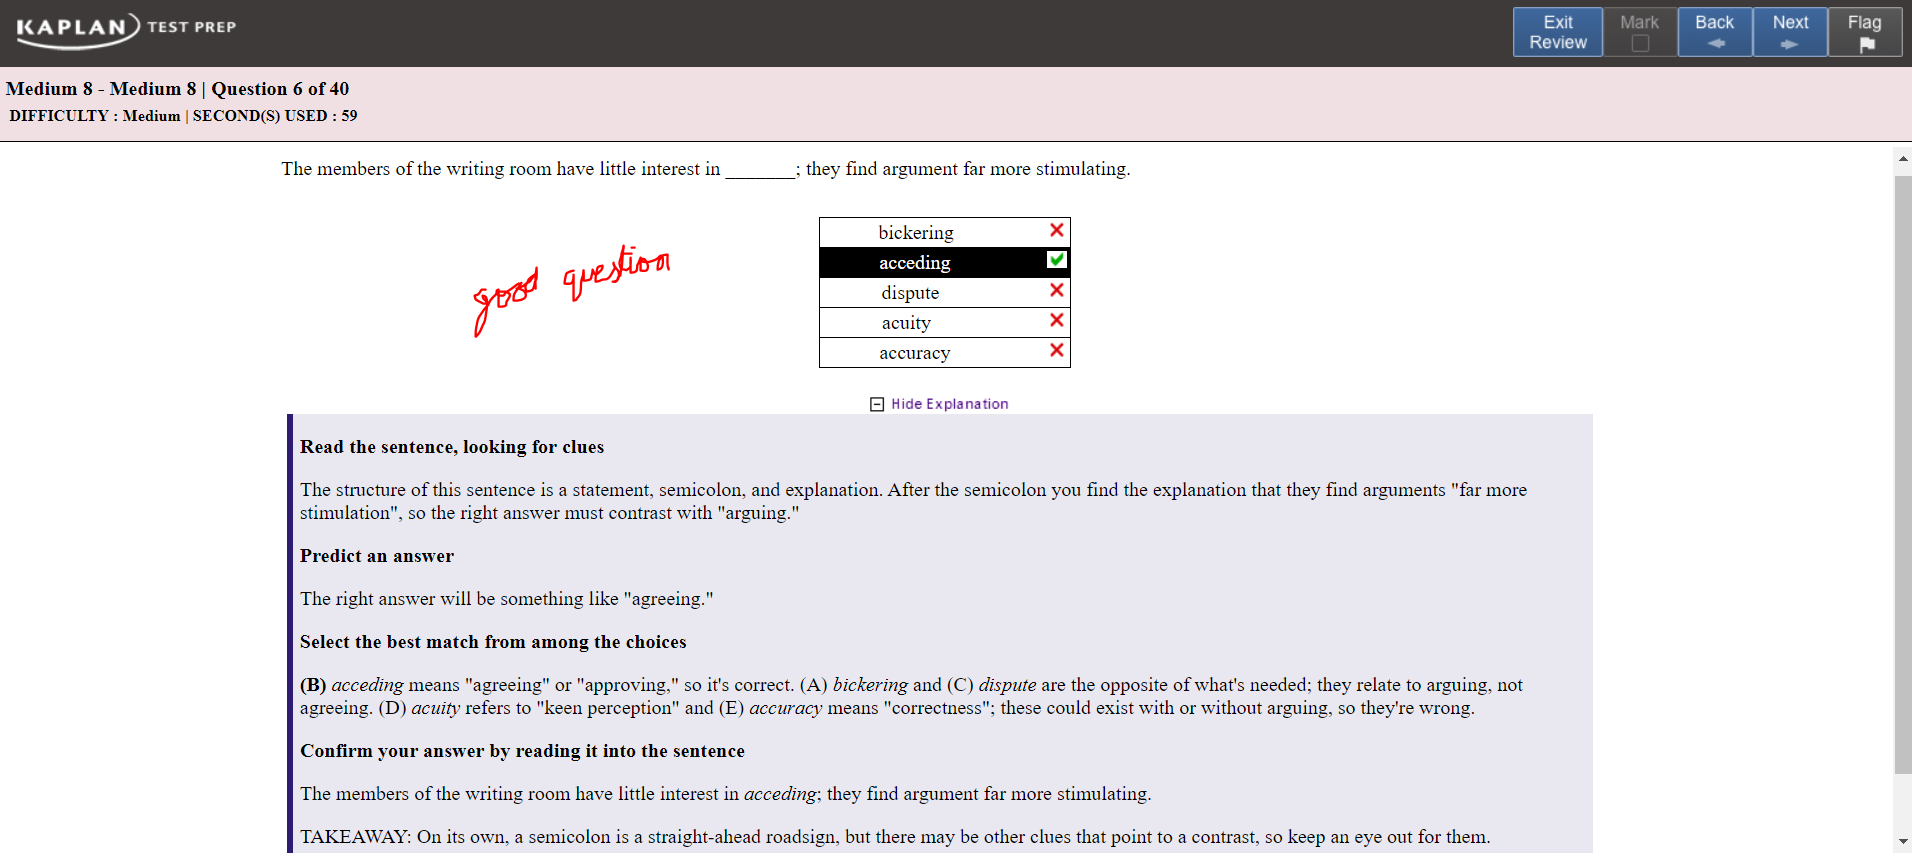 KAPLAN TEST PREP
Exit Review
Mark
Back
Next
Flag
Medium 8 - Medium 8 | Question 6 of 40
DIFFICULTY : Medium | SECOND(S) USED : 59
The members of the writing room have little interest in _______; they find argument far more stimulating.
good question
bickering
acceding
dispute
acuity
accuracy
Hide Explanation
Read the sentence, looking for clues
The structure of this sentence is a statement, semicolon, and explanation. After the semicolon you find the explanation that they find arguments "far more
stimulation", so the right answer must contrast with "arguing."
Predict an answer
The right answer will be something like "agreeing."
Select the best match from among the choices
(B) acceding means "agreeing" or "approving," so it's correct. (A) bickering and (C) dispute are the opposite of what's needed; they relate to arguing, not
agreeing. (D) acuity refers to "keen perception" and (E) accuracy means "correctness"; these could exist with or without arguing, so they're wrong.
Confirm your answer by reading it into the sentence
The members of the writing room have little interest in acceding; they find argument far more stimulating.
TAKEAWAY: On its own, a semicolon is a straight-ahead roadsign, but there may be other clues that point to a contrast, so keep an eye out for them.